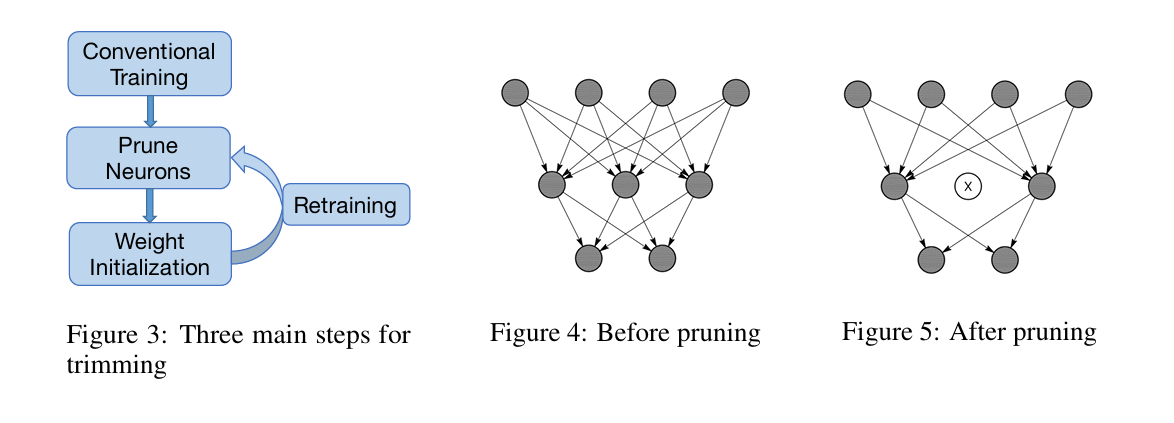 Conventional
Training
Prune
Neurons
Retraining
Weight
Initialization
Figure 3: Three main steps for
trimming
Figure 4: Before pruning
X
Figure 5: After pruning